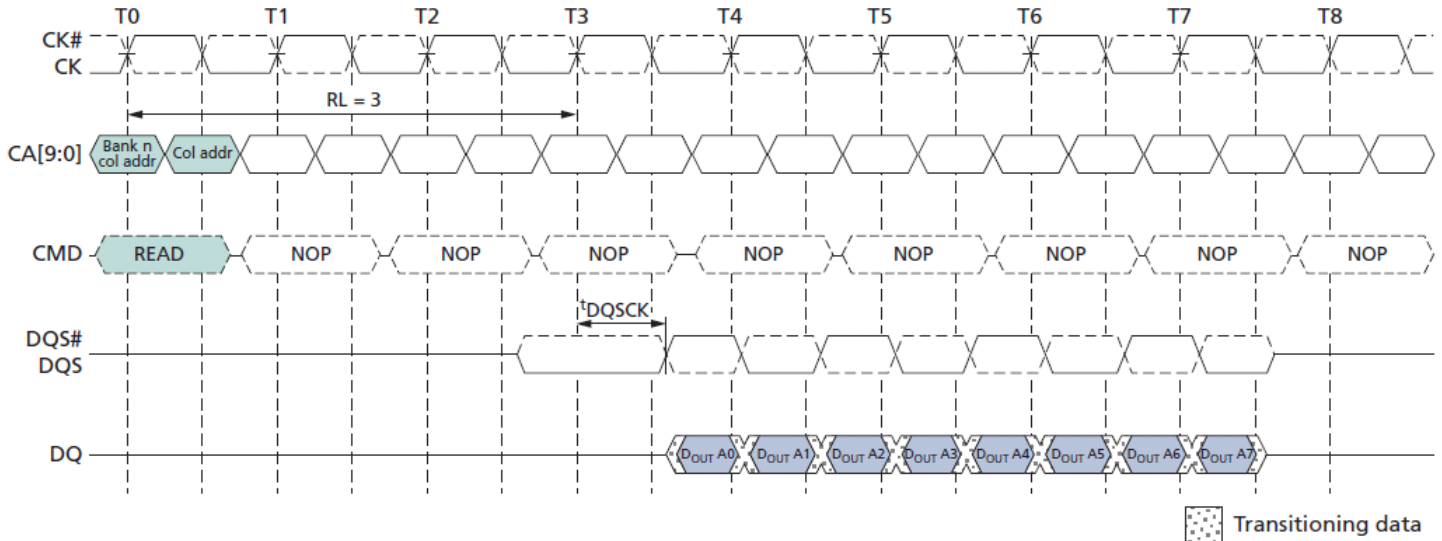 T0 T1 T2 T3 T4 T5 T6 T7 T8
CK#
CK
RL = 3
CA[9:0]
Bank n
col addr
Col addr
CMD READ NOP NOP NOP NOP NOP NOP NOP NOP
tDQSCK
DQS#
DQS
DQ DOUT A0 DOUT A1 DOUT A2 DOUT A3 DOUT A4 DOUT A5 DOUT A6 DOUT A7
Transitioning data